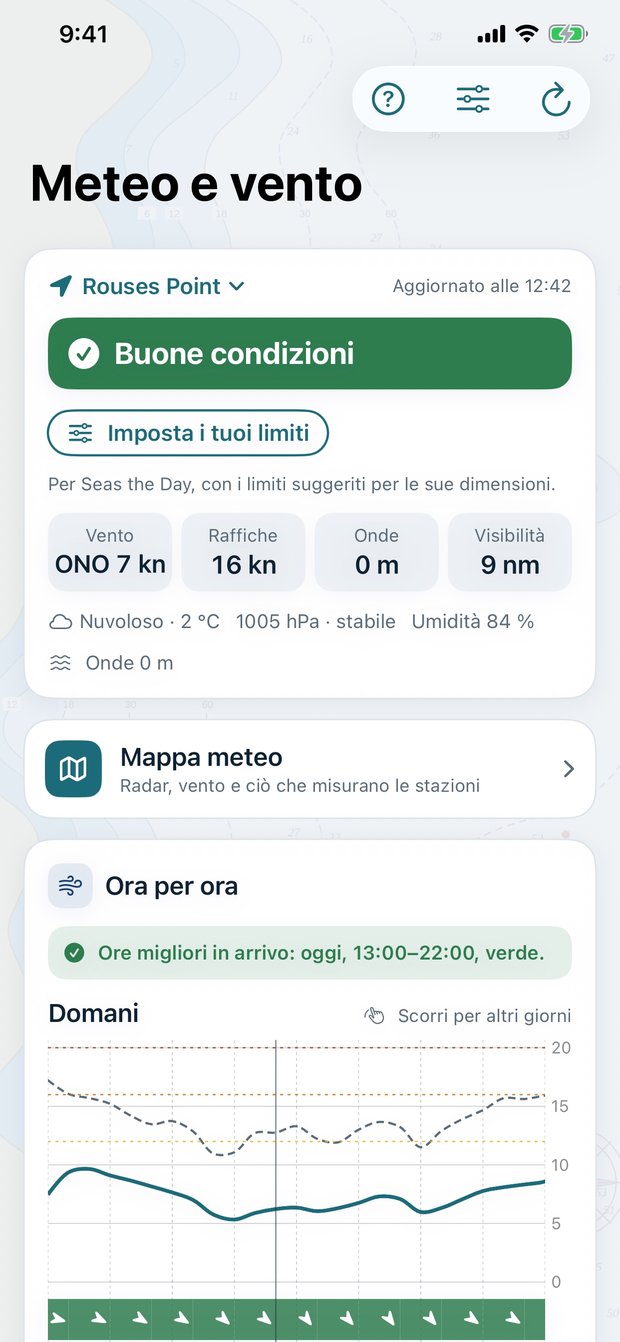 9:41
Meteo e vento
Rouses Point
Aggiornato alle 12:42
Buone condizioni
Imposta i tuoi limiti
Per Seas the Day, con i limiti suggeriti per le sue dimensioni.
Vento Raffiche Onde Visibilità
ONO 7 kn 16 kn 0 m 9 nm
Nuvoloso · 2 °C 1005 hPa · stabile Umidità 84 %
Onde 0 m
Mappa meteo
Radar, vento e ciò che misurano le stazioni
Ora per ora
Ore migliori in arrivo: oggi, 13:00–22:00, verde.
Domani
Scorri per altri giorni
20
15
10
5
0